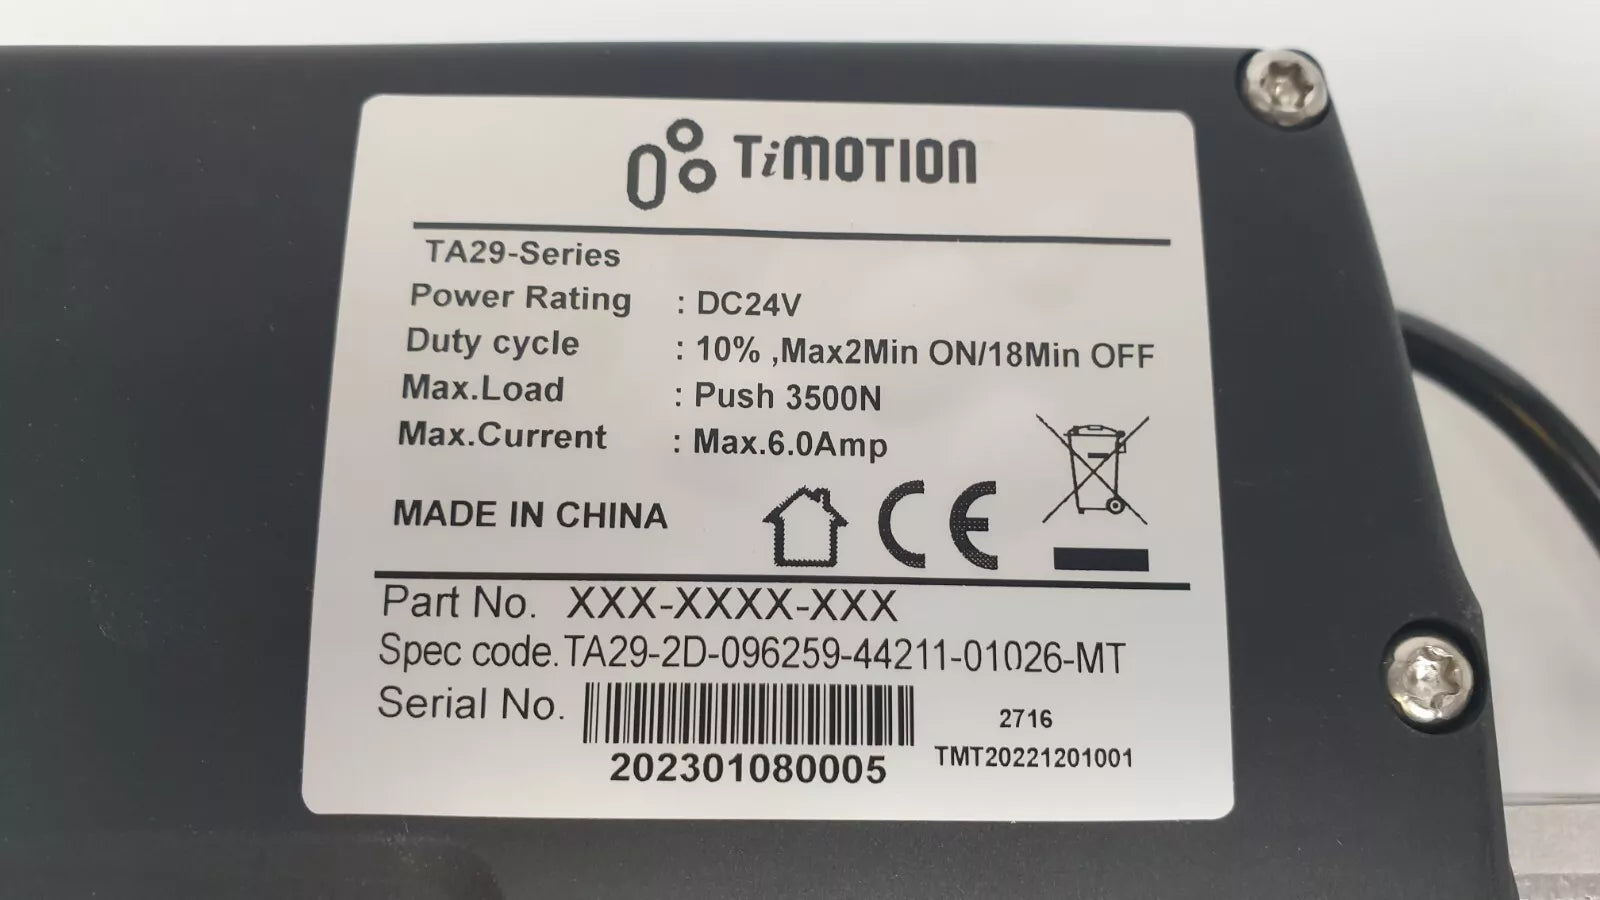 TiMOTION
TA29-Series
Power Rating : DC24V
Duty cycle : 10% ,Max2Min ON/18Min OFF
Max.Load : Push 3500N
Max.Current : Max.6.0Amp
MADE IN CHINA CE
Part No. XXX-XXXX-XXX
Spec code.TA29-2D-096259-44211-01026-MT
Serial No.
202301080005
2716
TMT20221201001